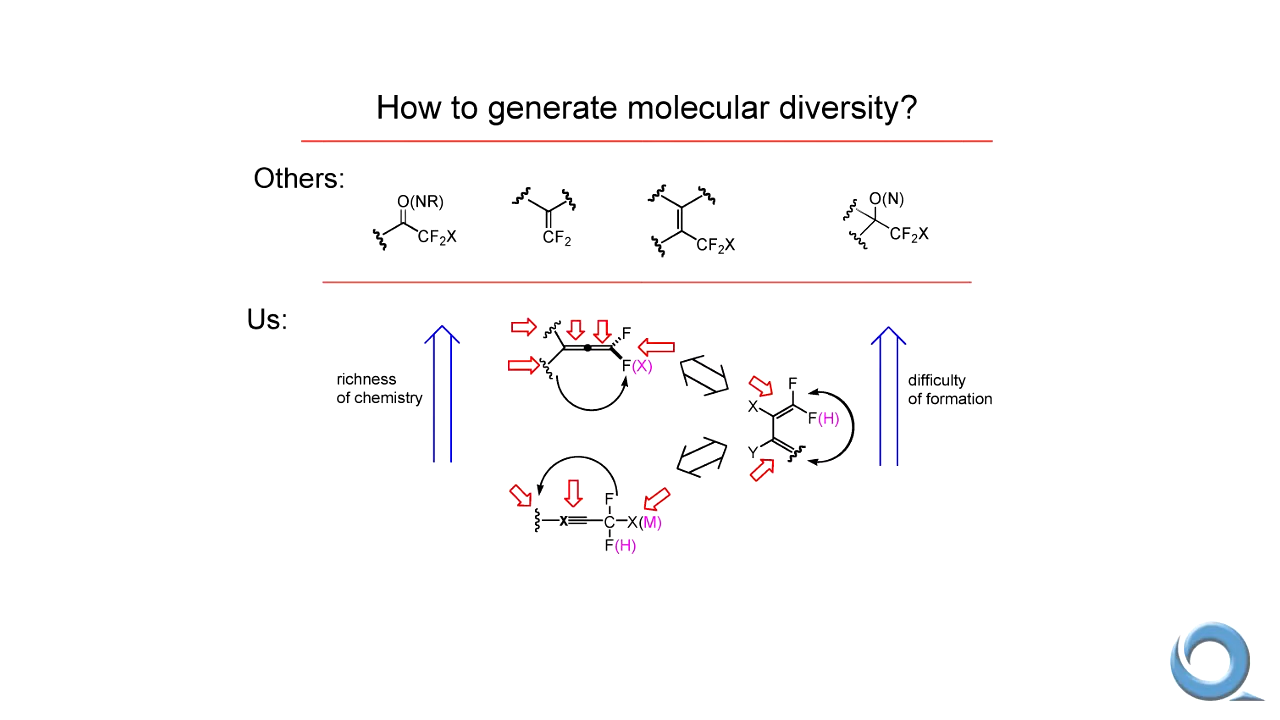 How to generate molecular diversity?
Others:
O(NR)
CF2X
CF2
CF2X
O(N)
CF2X
Us:
F
F(X)
richness
of chemistry
difficulty
of formation
F
X
F(H)
Y
F
X
C
X(M)
F(H)